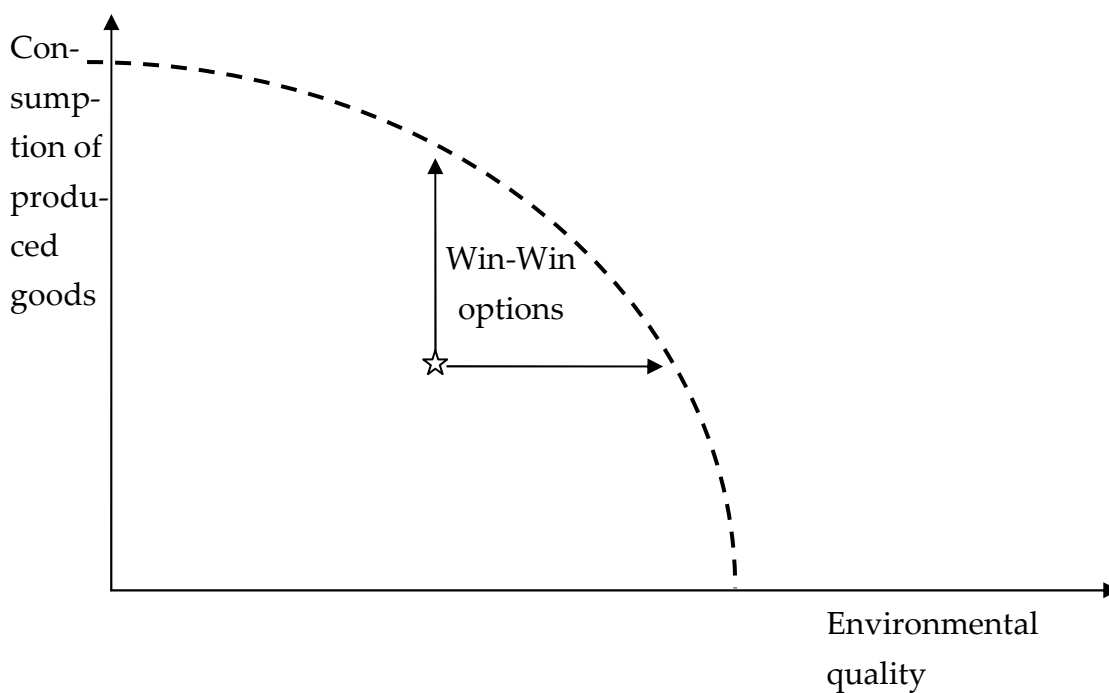 Con-
sump-
tion of
produ-
ced
goods
Win-Win
options
Environmental
quality